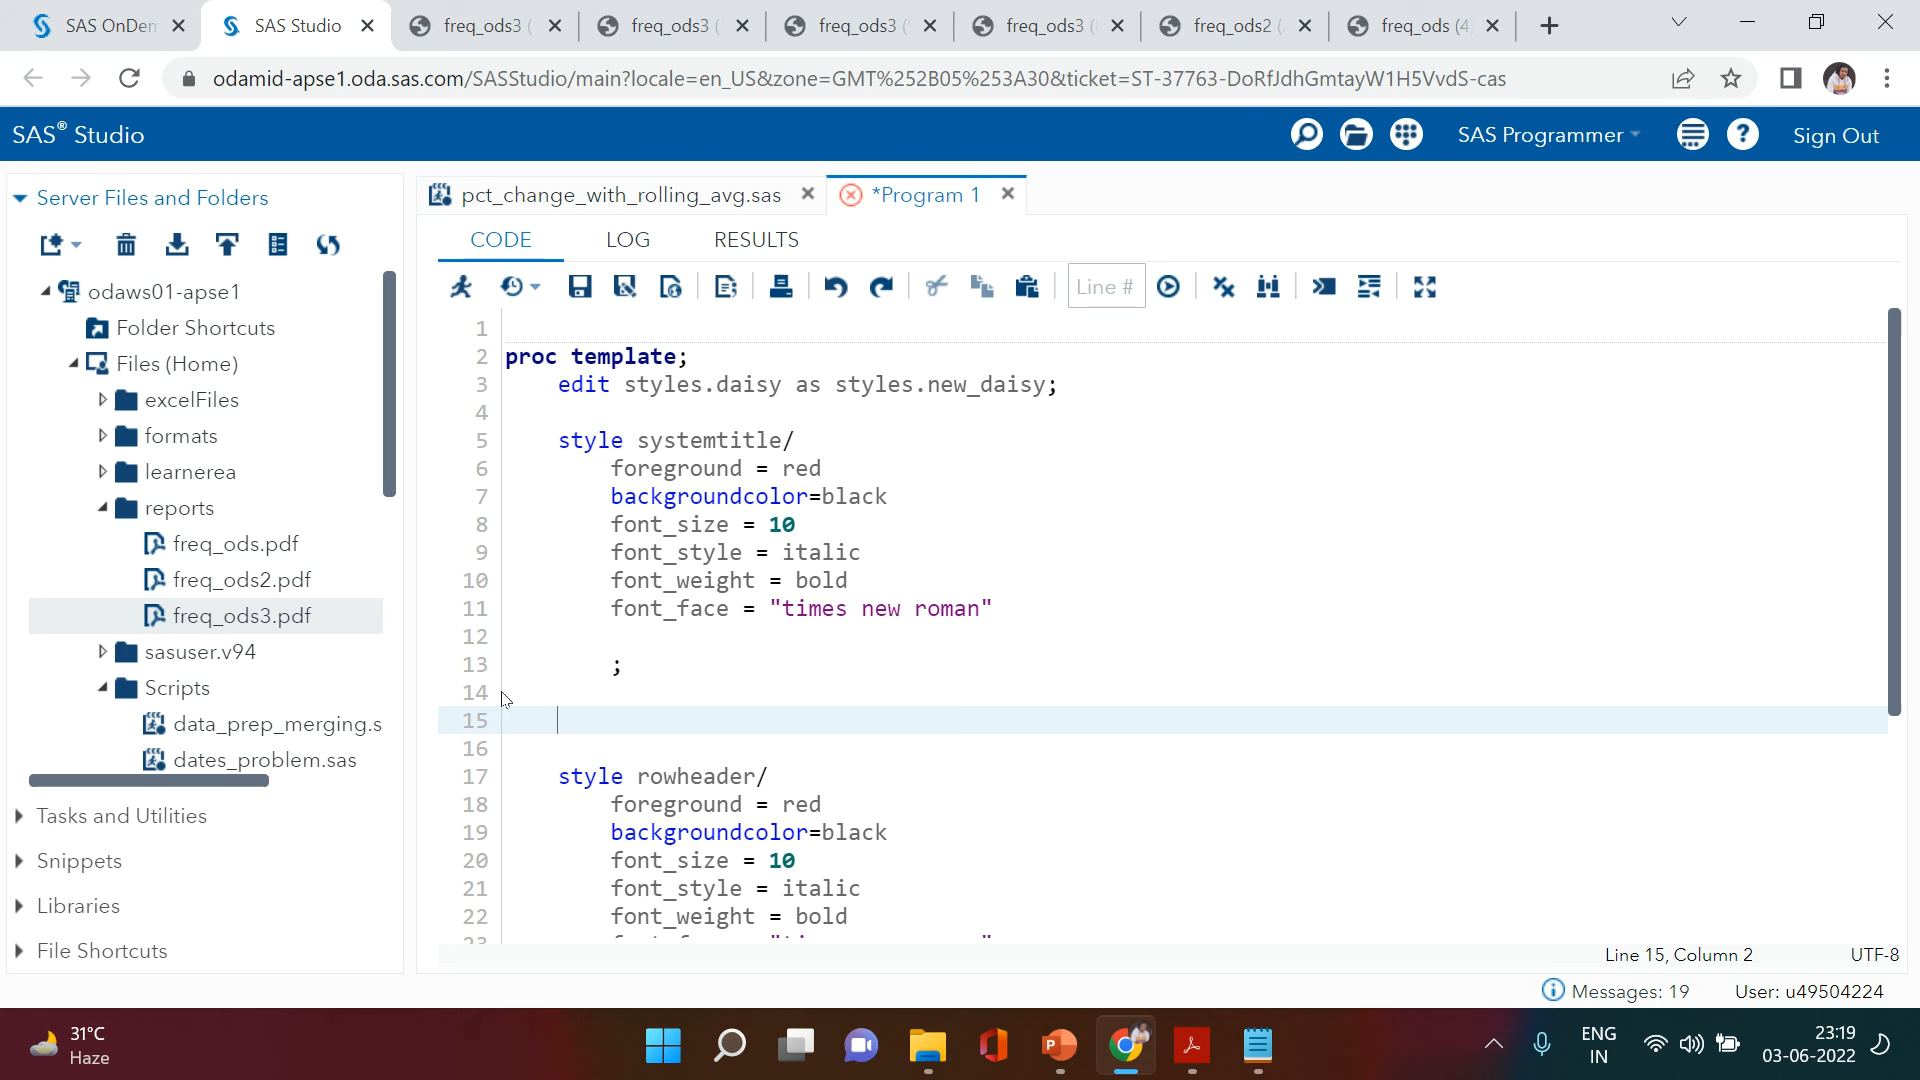 SAS OnDem
SAS Studio
freq_ods3 (
freq_ods3 (
freq_ods3 (
freq_ods3 (
freq_ods2 (
freq_ods (4)
odamid-apse1.oda.sas.com/SASStudio/main?locale=en_US&zone=GMT%252B05%253A30&ticket=ST-37763-DoRfJdhGmtayW1H5VvdS-cas
SAS® Studio
SAS Programmer
Sign Out
Server Files and Folders
odaws01-apse1
Folder Shortcuts
Files (Home)
excelFiles
formats
learnerea
reports
freq_ods.pdf
freq_ods2.pdf
freq_ods3.pdf
sasuser.v94
Scripts
data_prep_merging.s
dates_problem.sas
Tasks and Utilities
Snippets
Libraries
File Shortcuts
pct_change_with_rolling_avg.sas
*Program 1
CODE LOG RESULTS
Line #
1
2 proc template;
3 edit styles.daisy as styles.new_daisy;
4
5 style systemtitle/
6 foreground = red
7 backgroundcolor=black
8 font_size = 10
9 font_style = italic
10 font_weight = bold
11 font_face = "times new roman"
12
13 ;
14
15
16
17 style rowheader/
18 foreground = red
19 backgroundcolor=black
20 font_size = 10
21 font_style = italic
22 font_weight = bold
Line 15, Column 2
UTF-8
Messages: 19
User: u49504224
31°C
Haze
ENG
IN
23:19
03-06-2022